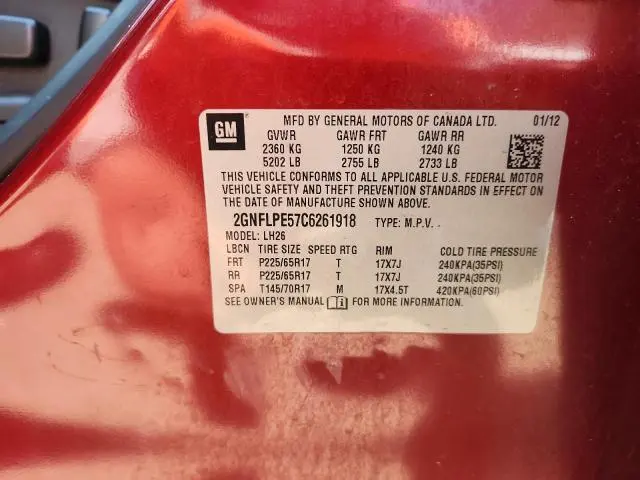 GM
MFD BY GENERAL MOTORS OF CANADA LTD. 01/12
GVWR GAWR FRT GAWR RR
2360 KG 1250 KG 1240 KG
5202 LB 2755 LB 2733 LB
THIS VEHICLE CONFORMS TO ALL APPLICABLE U.S. FEDERAL MOTOR
VEHICLE SAFETY AND THEFT PREVENTION STANDARDS IN EFFECT ON
THE DATE OF MANUFACTURE SHOWN ABOVE.
2GNFLPE57C6261918 TYPE: M.P.V.
MODEL: LH26
LBCN TIRE SIZE SPEED RTG RIM COLD TIRE PRESSURE
FRT P225/65R17 T 17X7J 240KPA(35PSI)
RR P225/65R17 T 17X7J 240KPA(35PSI)
SPA T145/70R17 M 17X4.5T 420KPA(60PSI)
SEE OWNER'S MANUAL FOR MORE INFORMATION.